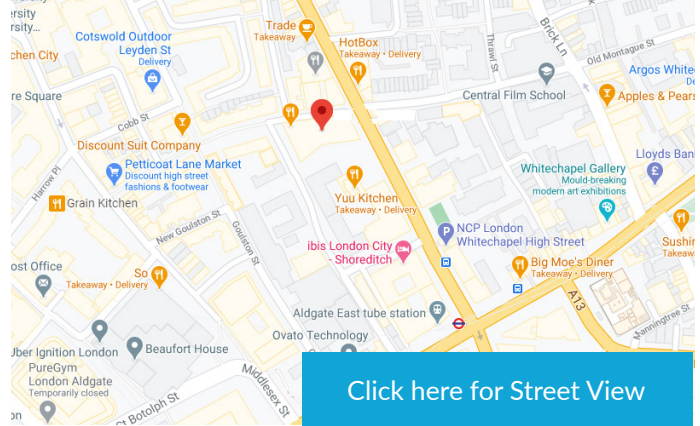 ersity
ersity
rsity...
Trade
Takeaway
Cotswold Outdoor
Leyden St
Delivery
HotBox
Takeaway • Delivery
Brick Ln
Thrawl St
Old Montague St
chen City
Argos White
De
re Square
Central Film School
Apples & Pears
Cobb St
Discount Suit Company
Lloyds Ban
Petticoat Lane Market
Discount high street
fashions & footwear
Whitechapel Gallery
Mould-breaking
modern art exhibitions
Harrow Pl
Grain Kitchen
Yuu Kitchen
Takeaway • Delivery
New Goulston St
Goulston St
NCP London
Whitechapel High Street
ibis London City
- Shoreditch
Sushin
Takeaw
ost Office
So
Takeaway • Delivery
Big Moe's Diner
Takeaway • Delivery
A13
Aldgate East tube station
Manningtree St
Ovato Technology
Uber Ignition London
Beaufort House
PureGym
London Aldgate
Temporarily closed
Middlesex St
on
St Botolph St
Click here for Street View